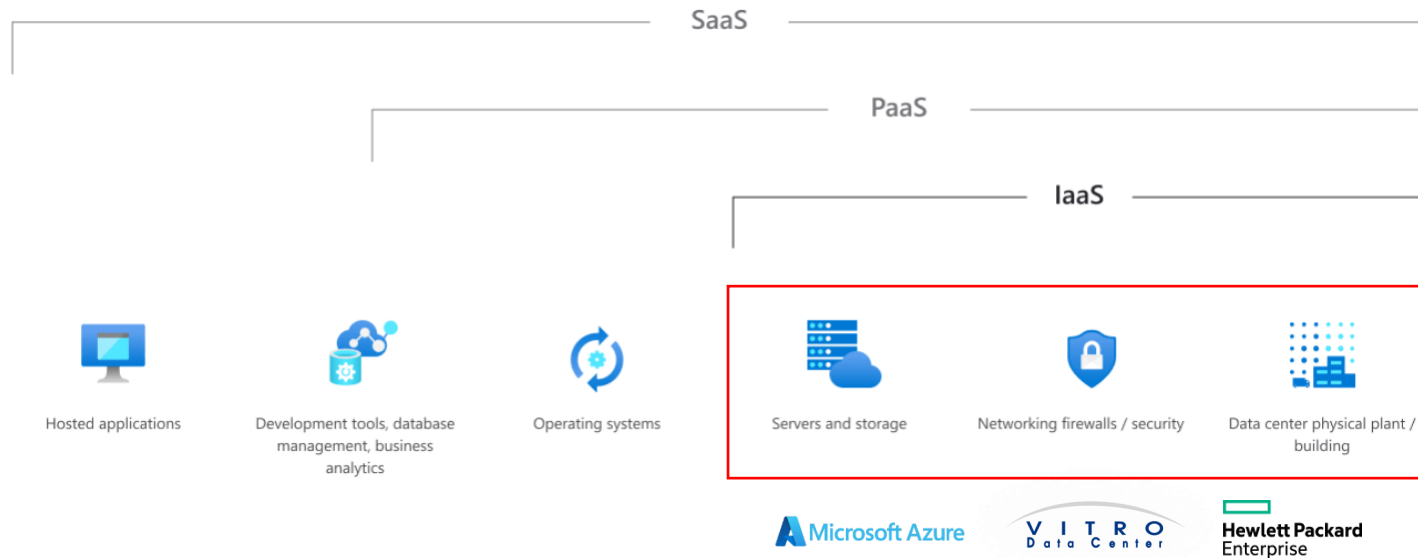 SaaS
PaaS
IaaS
Hosted applications
Development tools, database
management, business
analytics
Operating systems
Servers and storage
Networking firewalls / security
Data center physical plant /
building
Microsoft Azure
VITRO
Data Center
Hewlett Packard
Enterprise